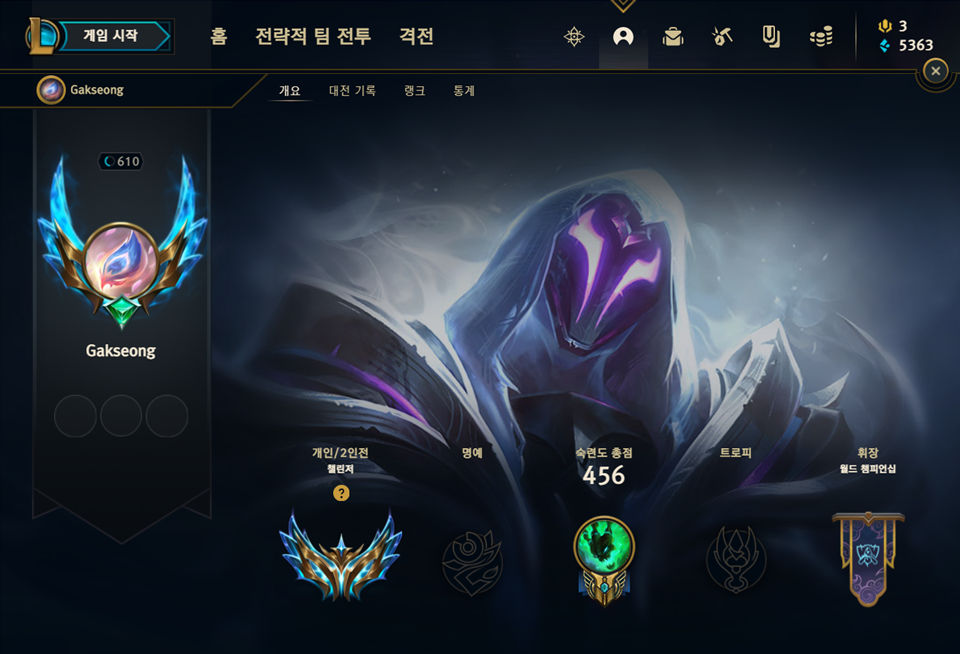 게임 시작
홈 전략적 팀 전투 격전
3
5363
Gakseong
개요 대전 기록 랭크 통계
610
Gakseong
개인/2인전
챌린저
?
명예
숙련도 총점
456
트로피
휘장
월드 챔피언십